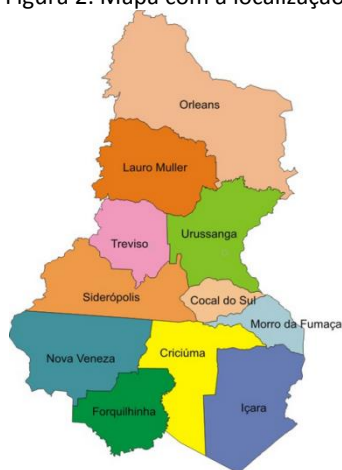 Figura 2: Mapa com a localização
Orleans
Lauro Muller
Urussanga
Treviso
Siderópolis
Cocal do Sul
Morro da Fumaça
Nova Veneza
Criciúma
Forquilhinha
Içara